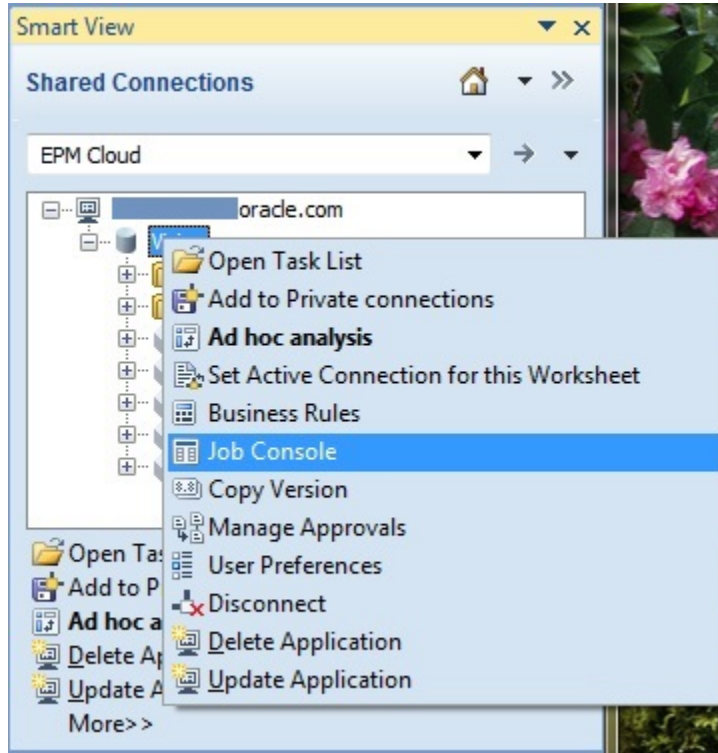 Smart View
Shared Connections
EPM Cloud
oracle.com
Open Task List
Add to Private connections
Ad hoc analysis
Set Active Connection for this Worksheet
Business Rules
Job Console
Copy Version
Manage Approvals
User Preferences
Disconnect
Delete Application
Update Application
Open Ta
Add to P
Ad hoc a
Delete Ap
Update A
More>>